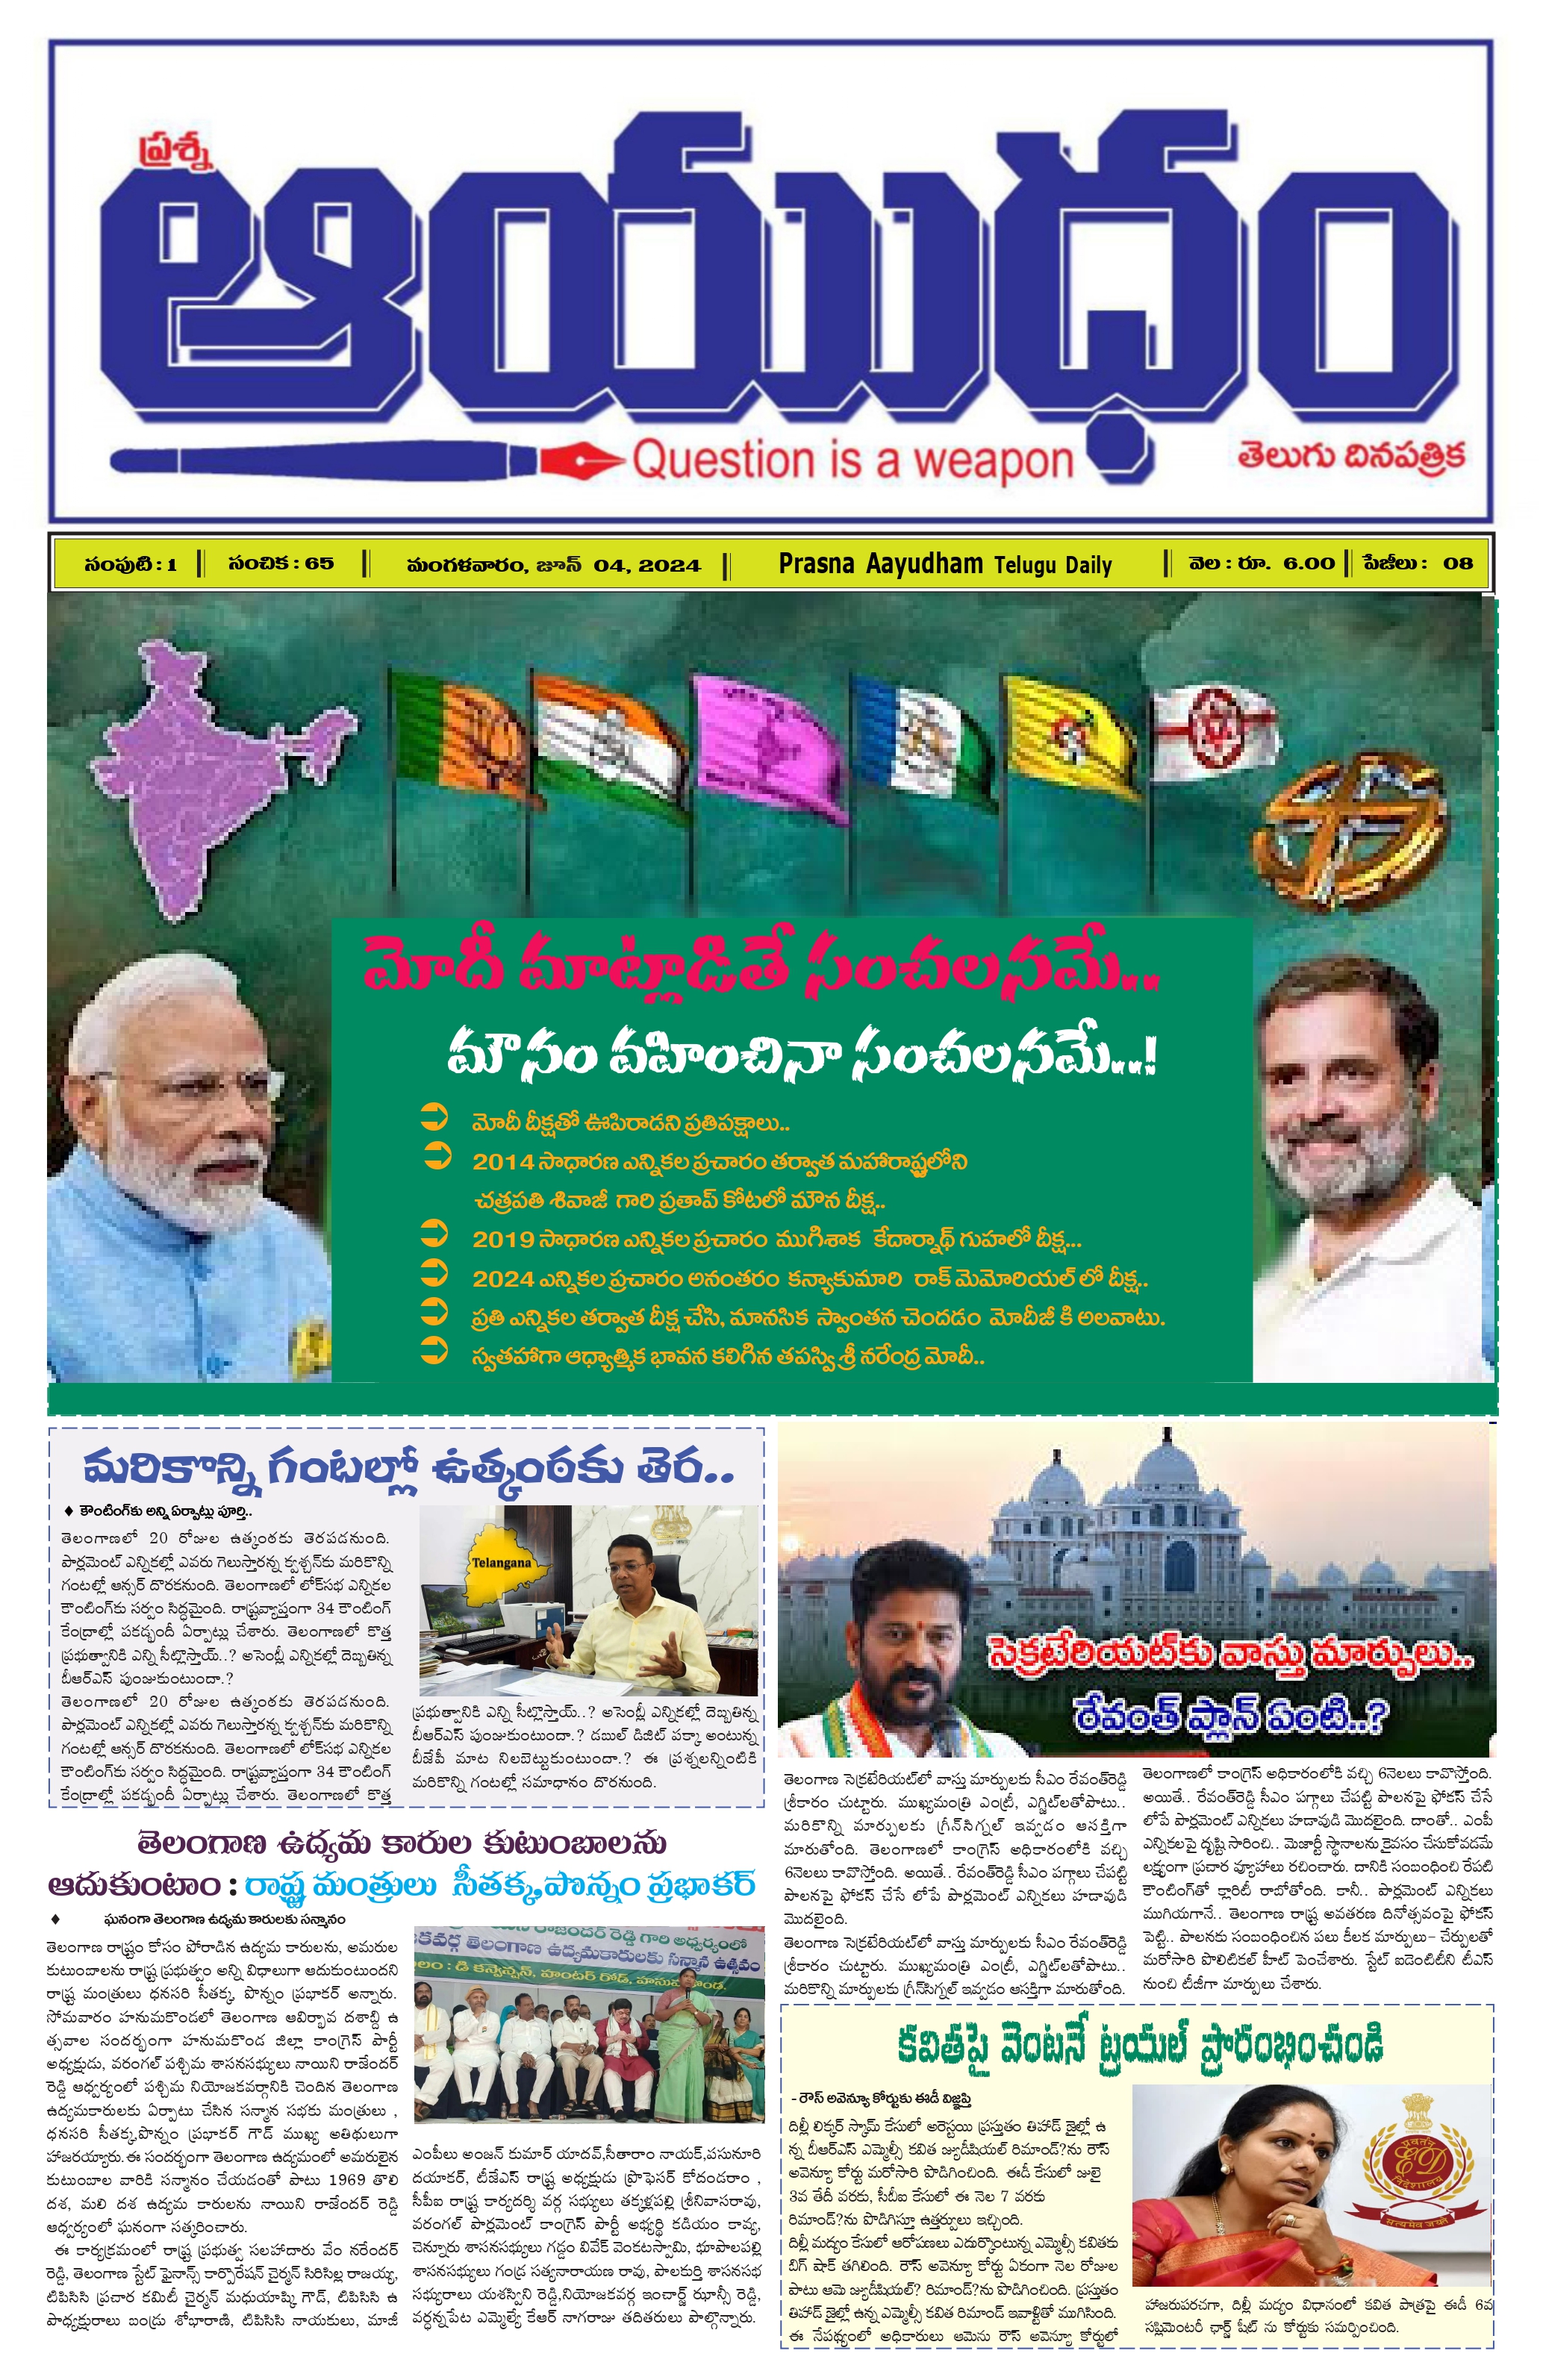 ప్రశ్న
ఆయుధం
Question is a weapon
తెలుగు దినపత్రిక
సంపుటి : 1 || సంచిక : 65 || మంగళవారం, జూన్ 04, 2024 || Prasna Aayudham Telugu Daily || వెల : రూ. 6.00 || పేజీలు : 08
మోదీ మాట్లాడితే సంచలనమే..
మౌనం వహించినా సంచలనమే..!
మోదీ దీక్షతో ఊపిరాడని ప్రతిపక్షాలు..
2014 సాధారణ ఎన్నికల ప్రచారం తర్వాత మహారాష్ట్రలోని
చత్రపతి శివాజీ గారి ప్రతాప్ కోటలో మౌన దీక్ష..
2019 సాధారణ ఎన్నికల ప్రచారం ముగిశాక కేదార్నాథ్ గుహలో దీక్ష...
2024 ఎన్నికల ప్రచారం అనంతరం కన్యాకుమారి రాక్ మెమోరియల్ లో దీక్ష..
ప్రతి ఎన్నికల తర్వాత దీక్ష చేసి, మానసిక స్వాంతన చెందడం మోదీజీ కి అలవాటు.
స్వతహాగా ఆధ్యాత్మిక భావన కలిగిన తపస్వి శ్రీ నరేంద్ర మోదీ..
మరికొన్ని గంటల్లో ఉత్కంఠకు తెర..
♦ కౌంటింగ్‌కు అన్ని ఏర్పాట్లు పూర్తి..
తెలంగాణలో 20 రోజుల ఉత్కంఠకు తెరపడనుంది.
పార్లమెంట్ ఎన్నికల్లో ఎవరు గెలుస్తారన్న క్వశ్చన్‌కు మరికొన్ని
గంటల్లో ఆన్సర్ దొరకనుంది. తెలంగాణలో లోక్‌సభ ఎన్నికల
కౌంటింగ్‌కు సర్వం సిద్ధమైంది. రాష్ట్రవ్యాప్తంగా 34 కౌంటింగ్
కేంద్రాల్లో పకడ్బందీ ఏర్పాట్లు చేశారు. తెలంగాణలో కొత్త
ప్రభుత్వానికి ఎన్ని సీట్లొస్తాయ్..? అసెంబ్లీ ఎన్నికల్లో దెబ్బతిన్న
బీఆర్ఎస్ పుంజుకుంటుందా.?
తెలంగాణలో 20 రోజుల ఉత్కంఠకు తెరపడనుంది.
పార్లమెంట్ ఎన్నికల్లో ఎవరు గెలుస్తారన్న క్వశ్చన్‌కు మరికొన్ని
గంటల్లో ఆన్సర్ దొరకనుంది. తెలంగాణలో లోక్‌సభ ఎన్నికల
కౌంటింగ్‌కు సర్వం సిద్ధమైంది. రాష్ట్రవ్యాప్తంగా 34 కౌంటింగ్
కేంద్రాల్లో పకడ్బందీ ఏర్పాట్లు చేశారు. తెలంగాణలో కొత్త
Telangana
ప్రభుత్వానికి ఎన్ని సీట్లొస్తాయ్..? అసెంబ్లీ ఎన్నికల్లో దెబ్బతిన్న
బీఆర్ఎస్ పుంజుకుంటుందా.? డబుల్ డిజిట్ పక్కా అంటున్న
బీజేపీ మాట నిలబెట్టుకుంటుందా.? ఈ ప్రశ్నలన్నింటికి
మరికొన్ని గంటల్లో సమాధానం దొరనుంది.
తెలంగాణ ఉద్యమ కారుల కుటుంబాలను
ఆదుకుంటాం : రాష్ట్ర మంత్రులు సీతక్క,పొన్నం ప్రభాకర్
♦ ఘనంగా తెలంగాణ ఉద్యమ కారులకు సన్మానం
తెలంగాణ రాష్ట్రం కోసం పోరాడిన ఉద్యమ కారులను, అమరుల
కుటుంబాలను రాష్ట్ర ప్రభుత్వం అన్ని విధాలుగా ఆదుకుంటుందని
రాష్ట్ర మంత్రులు ధనసరి సీతక్క, పొన్నం ప్రభాకర్ అన్నారు.
సోమవారం హనుమకొండలో తెలంగాణ ఆవిర్భావ దశాబ్ది ఉ
త్సవాల సందర్భంగా హనుమకొండ జిల్లా కాంగ్రెస్ పార్టీ
అధ్యక్షుడు, వరంగల్ పశ్చిమ శాసనసభ్యులు నాయిని రాజేందర్
రెడ్డి ఆధ్వర్యంలో పశ్చిమ నియోజకవర్గానికి చెందిన తెలంగాణ
ఉద్యమకారులకు ఏర్పాటు చేసిన సన్మాన సభకు మంత్రులు ,
ధనసరి సీతక్క,పొన్నం ప్రభాకర్ గౌడ్ ముఖ్య అతిథులుగా
హాజరయ్యారు.ఈ సందర్భంగా తెలంగాణ ఉద్యమంలో అమరులైన
కుటుంబాల వారికి సన్మానం చేయడంతో పాటు 1969 తొలి
దశ, మలి దశ ఉద్యమ కారులను నాయిని రాజేందర్ రెడ్డి
ఆధ్వర్యంలో ఘనంగా సత్కరించారు.
ఈ కార్యక్రమంలో రాష్ట్ర ప్రభుత్వ సలహాదారు వేం నరేందర్
రెడ్డి, తెలంగాణ స్టేట్ ఫైనాన్స్ కార్పొరేషన్ చైర్మన్ సిరిసిల్ల రాజయ్య,
టిపిసిసి ప్రచార కమిటీ చైర్మన్ మధుయాష్కి గౌడ్, టిపిసిసి ఉ
పాధ్యక్షురాలు బండ్రు శోభారాణి, టిపిసిసి నాయకులు, మాజీ
రాజేందర్ రెడ్డి గారి అధ్వర్యంలో
కవర్గ తెలంగాణ ఉద్యమకారులకు సన్మాన ఉత్సవం
లం : డి కన్వెన్షన్, హంటర్ రోడ్, హనుమకొండ.
ఎంపీలు అంజన్ కుమార్ యాదవ్,సీతారాం నాయక్,పసునూరి
దయాకర్, టీజేఎస్ రాష్ట్ర అధ్యక్షుడు ప్రొఫెసర్ కోదండరాం ,
సీపీఐ రాష్ట్ర కార్యదర్శి వర్గ సభ్యులు తక్కళ్లపల్లి శ్రీనివాసరావు,
వరంగల్ పార్లమెంట్ కాంగ్రెస్ పార్టీ అభ్యర్థి కడియం కావ్య,
చెన్నూరు శాసనసభ్యులు గడ్డం వివేక్ వెంకటస్వామి, భూపాలపల్లి
శాసనసభ్యులు గండ్ర సత్యనారాయణ రావు, పాలకుర్తి శాసనసభ
సభ్యురాలు యశస్విని రెడ్డి,నియోజకవర్గ ఇంచార్జ్ ఝాన్సీ రెడ్డి,
వర్ధన్నపేట ఎమ్మెల్యే కేఆర్ నాగరాజు తదితరులు పాల్గొన్నారు.
సెక్రటేరియట్‌కు వాస్తు మార్పులు..
రేవంత్ ప్లాన్ ఏంటి..?
తెలంగాణ సెక్రటేరియట్‌లో వాస్తు మార్పులకు సీఎం రేవంత్‌రెడ్డి
శ్రీకారం చుట్టారు. ముఖ్యమంత్రి ఎంట్రీ, ఎగ్జిట్‌లతోపాటు..
మరికొన్ని మార్పులకు గ్రీన్‌సిగ్నల్ ఇవ్వడం ఆసక్తిగా
మారుతోంది. తెలంగాణలో కాంగ్రెస్ అధికారంలోకి వచ్చి
6నెలలు కావొస్తోంది. అయితే.. రేవంత్‌రెడ్డి సీఎం పగ్గాలు చేపట్టి
పాలనపై ఫోకస్ చేసే లోపే పార్లమెంట్ ఎన్నికలు హడావుడి
మొదలైంది.
తెలంగాణ సెక్రటేరియట్‌లో వాస్తు మార్పులకు సీఎం రేవంత్‌రెడ్డి
శ్రీకారం చుట్టారు. ముఖ్యమంత్రి ఎంట్రీ, ఎగ్జిట్‌లతోపాటు..
మరికొన్ని మార్పులకు గ్రీన్‌సిగ్నల్ ఇవ్వడం ఆసక్తిగా మారుతోంది.
తెలంగాణలో కాంగ్రెస్ అధికారంలోకి వచ్చి 6నెలలు కావొస్తోంది.
అయితే.. రేవంత్‌రెడ్డి సీఎం పగ్గాలు చేపట్టి పాలనపై ఫోకస్ చేసే
లోపే పార్లమెంట్ ఎన్నికలు హడావుడి మొదలైంది. దాంతో.. ఎంపీ
ఎన్నికలపై దృష్టి సారించి.. మెజార్టీ స్థానాలను కైవసం చేసుకోవడమే
లక్ష్యంగా ప్రచార వ్యూహాలు రచించారు. దానికి సంబంధించి రేపటి
కౌంటింగ్‌తో క్లారిటీ రాబోతోంది. కానీ.. పార్లమెంట్ ఎన్నికలు
ముగియగానే.. తెలంగాణ రాష్ట్ర అవతరణ దినోత్సవంపై ఫోకస్
పెట్టి.. పాలనకు సంబంధించిన పలు కీలక మార్పులు- చేర్పులతో
మరోసారి పొలిటికల్ హీట్ పెంచేశారు. స్టేట్ ఐడెంటిటీని టీఎస్
నుంచి టీజీగా మార్పులు చేశారు.
కవితపై వెంటనే ట్రయల్ ప్రారంభించండి
- రౌస్ అవెన్యూ కోర్టుకు ఈడీ విజ్ఞప్తి
దిల్లీ లిక్కర్ స్కామ్ కేసులో అరెస్టయి ప్రస్తుతం తిహాడ్ జైల్లో ఉ
న్న బీఆర్ఎస్ ఎమ్మెల్సీ కవిత జ్యుడీషియల్ రిమాండ్?ను రౌస్
అవెన్యూ కోర్టు మరోసారి పొడిగించింది. ఈడీ కేసులో జులై
3వ తేదీ వరకు, సీబీఐ కేసులో ఈ నెల 7 వరకు
రిమాండ్?ను పొడిగిస్తూ ఉత్తర్వులు ఇచ్చింది.
దిల్లీ మద్యం కేసులో ఆరోపణలు ఎదుర్కొంటున్న ఎమ్మెల్సీ కవితకు
బిగ్ షాక్ తగిలింది. రౌస్ అవెన్యూ కోర్టు ఏకంగా నెల రోజుల
పాటు ఆమె జ్యుడీషియల్? రిమాండ్?ను పొడిగించింది. ప్రస్తుతం
తిహాడ్ జైల్లో ఉన్న ఎమ్మెల్సీ కవిత రిమాండ్ ఇవాళ్టితో ముగిసింది.
ఈ నేపథ్యంలో అధికారులు ఆమెను రౌస్ అవెన్యూ కోర్టులో
प्रवर्तन
ED
निदेशालय
सत्यमेव जयते
హాజరుపరచగా, దిల్లీ మద్యం విధానంలో కవిత పాత్రపై ఈడీ 6వ
సప్లిమెంటరీ ఛార్జ్ షీట్ ను కోర్టుకు సమర్పించింది.